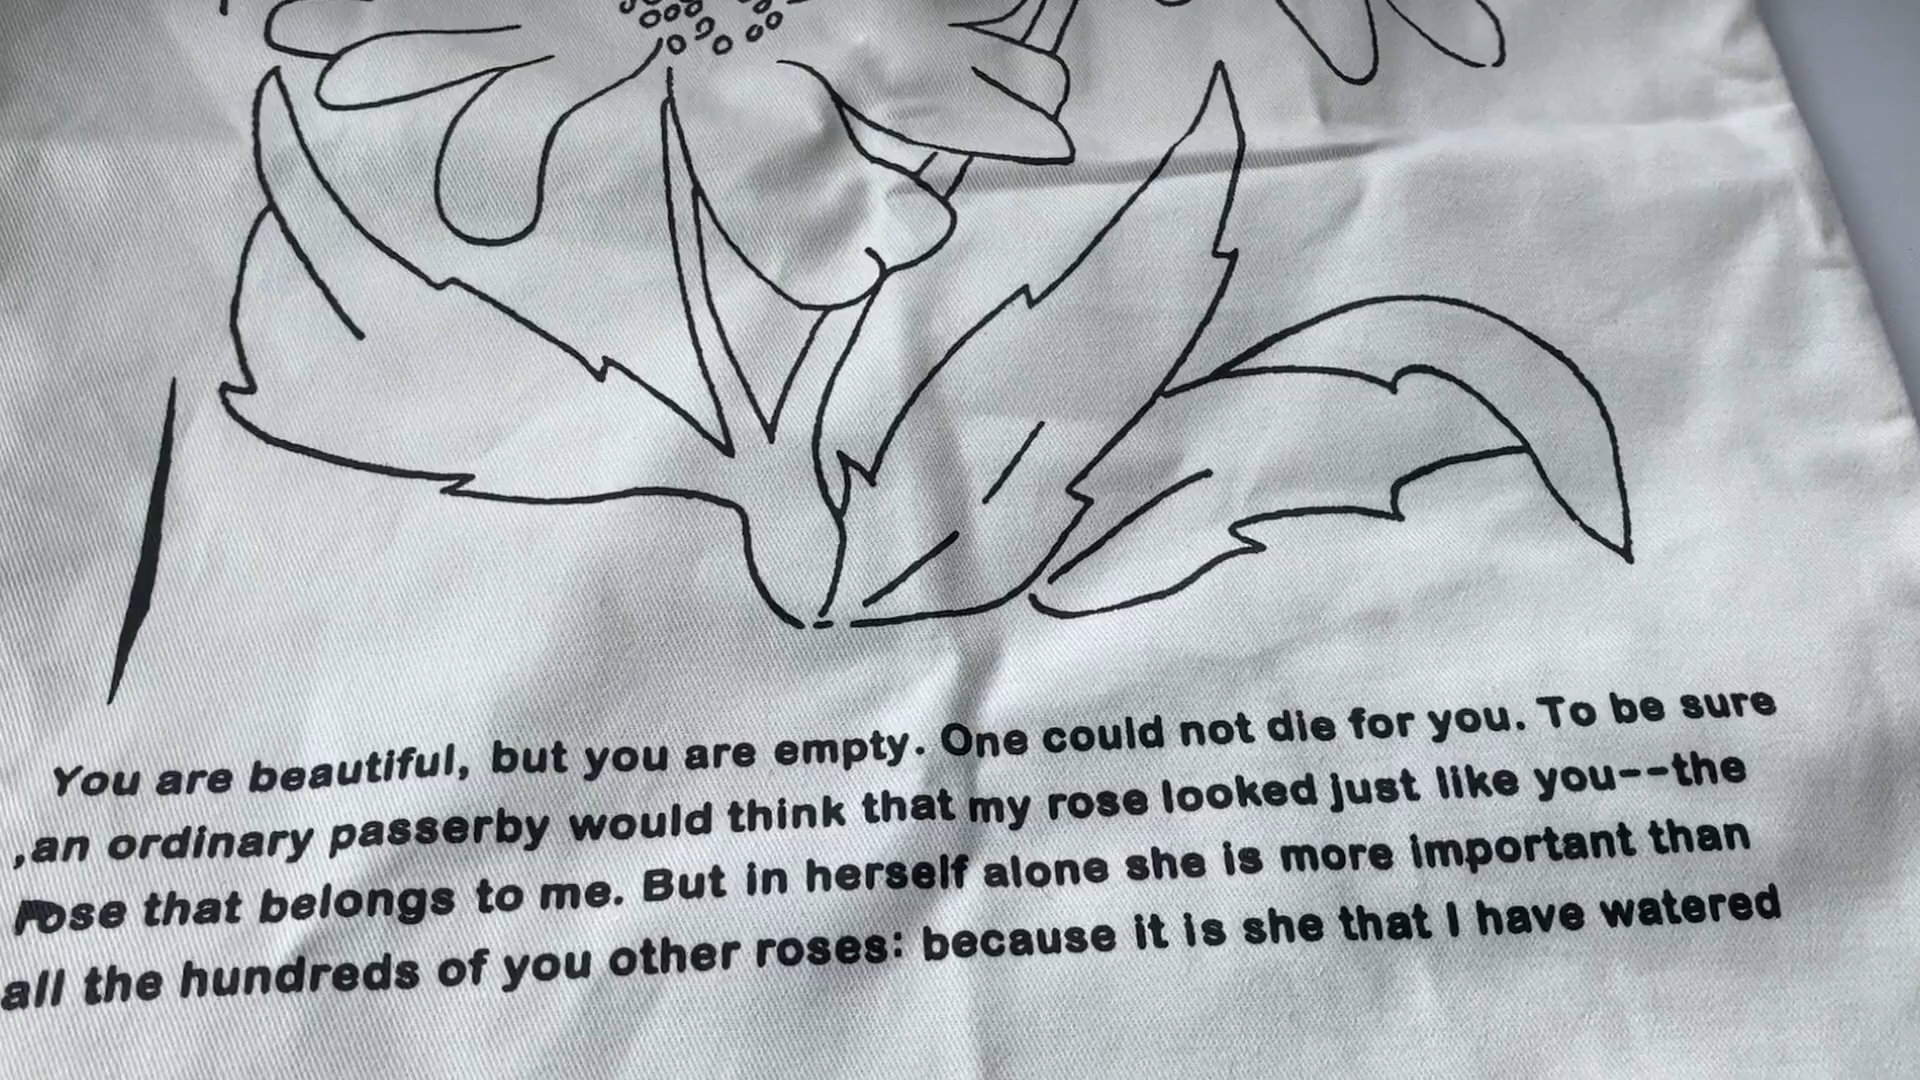 You are beautiful, but you are empty. One could not die for you. To be sure
,an ordinary passerby would think that my rose looked just like you--the
rose that belongs to me. But in herself alone she is more important than
all the hundreds of you other roses: because it is she that I have watered